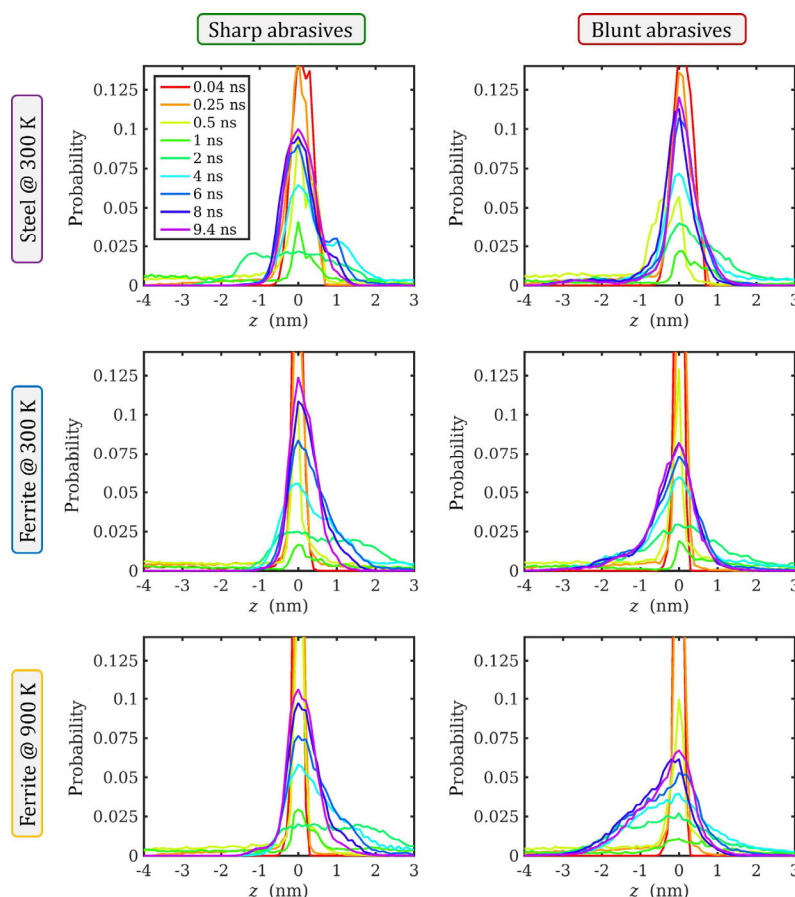 Sharp abrasives
Blunt abrasives
Steel @ 300 K
0.125
0.1
0.075
0.05
0.025
0
Probability
0.04 ns
0.25 ns
0.5 ns
1 ns
2 ns
4 ns
6 ns
8 ns
9.4 ns
-4 -3 -2 -1 0 1 2 3
z (nm)
0.125
0.1
0.075
0.05
0.025
0
Probability
-4 -3 -2 -1 0 1 2 3
z (nm)
Ferrite @ 300 K
0.125
0.1
0.075
0.05
0.025
0
Probability
-4 -3 -2 -1 0 1 2 3
z (nm)
0.125
0.1
0.075
0.05
0.025
0
Probability
-4 -3 -2 -1 0 1 2 3
z (nm)
Ferrite @ 900 K
0.125
0.1
0.075
0.05
0.025
0
Probability
-4 -3 -2 -1 0 1 2 3
z (nm)
0.125
0.1
0.075
0.05
0.025
0
Probability
-4 -3 -2 -1 0 1 2 3
z (nm)